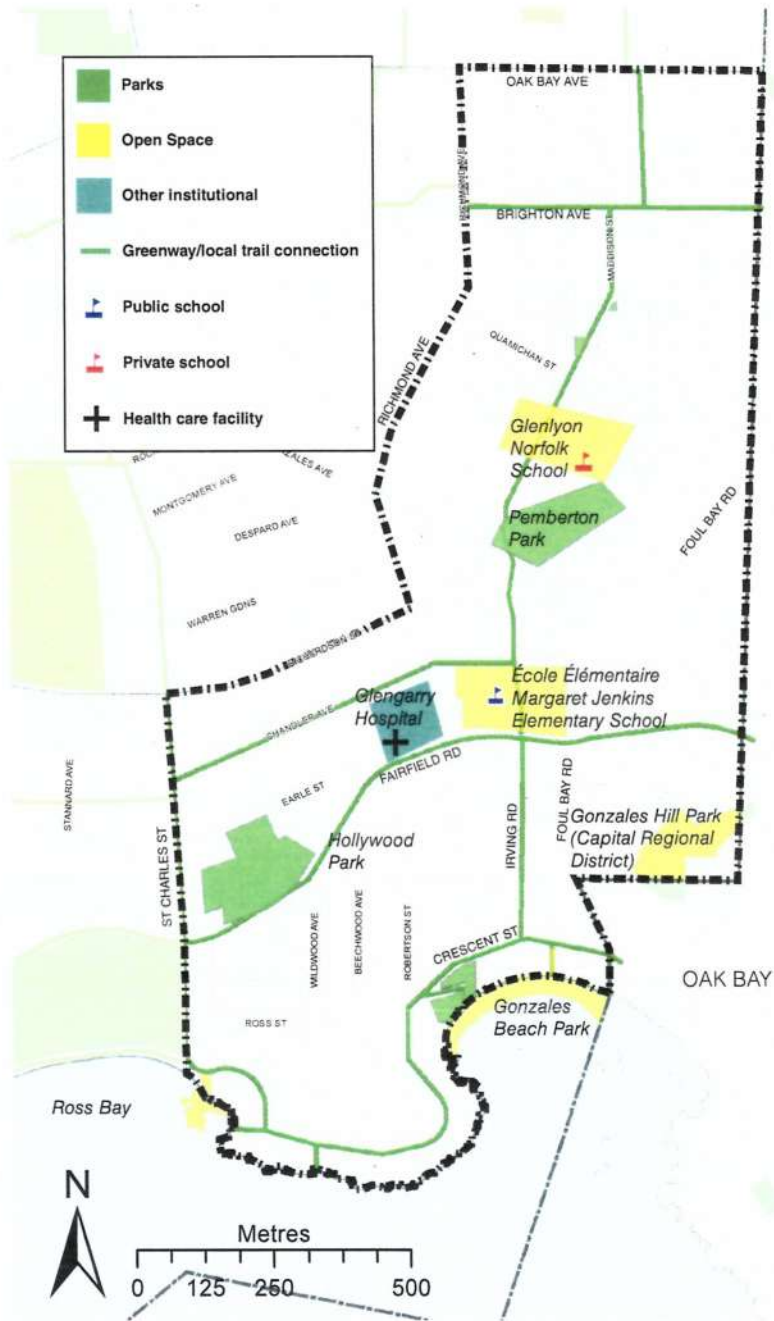 Parks
Open Space
Other institutional
Greenway/local trail connection
Public school
Private school
Health care facility
OAK BAY AVE
RICHMOND AVE
BRIGHTON AVE
MADDISON ST
QUAMICHAN ST
RICHMOND AVE
Glenlyon
Norfolk
School
Pemberton
Park
FOUL BAY RD
MONTGOMERY AVE
DESPARD AVE
WARREN GDNS
École Élémentaire
Margaret Jenkins
Elementary School
Glengarry
Hospital
CHANDLER AVE
FAIRFIELD RD
STANNARD AVE
ST CHARLES ST
EARLE ST
Hollywood
Park
IRVING RD
FOUL BAY RD
Gonzales Hill Park
(Capital Regional
District)
WILDWOOD AVE
BEECHWOOD AVE
ROBERTSON ST
CRESCENT ST
OAK BAY
Gonzales
Beach Park
ROSS ST
Ross Bay
N
Metres
0 125 250 500